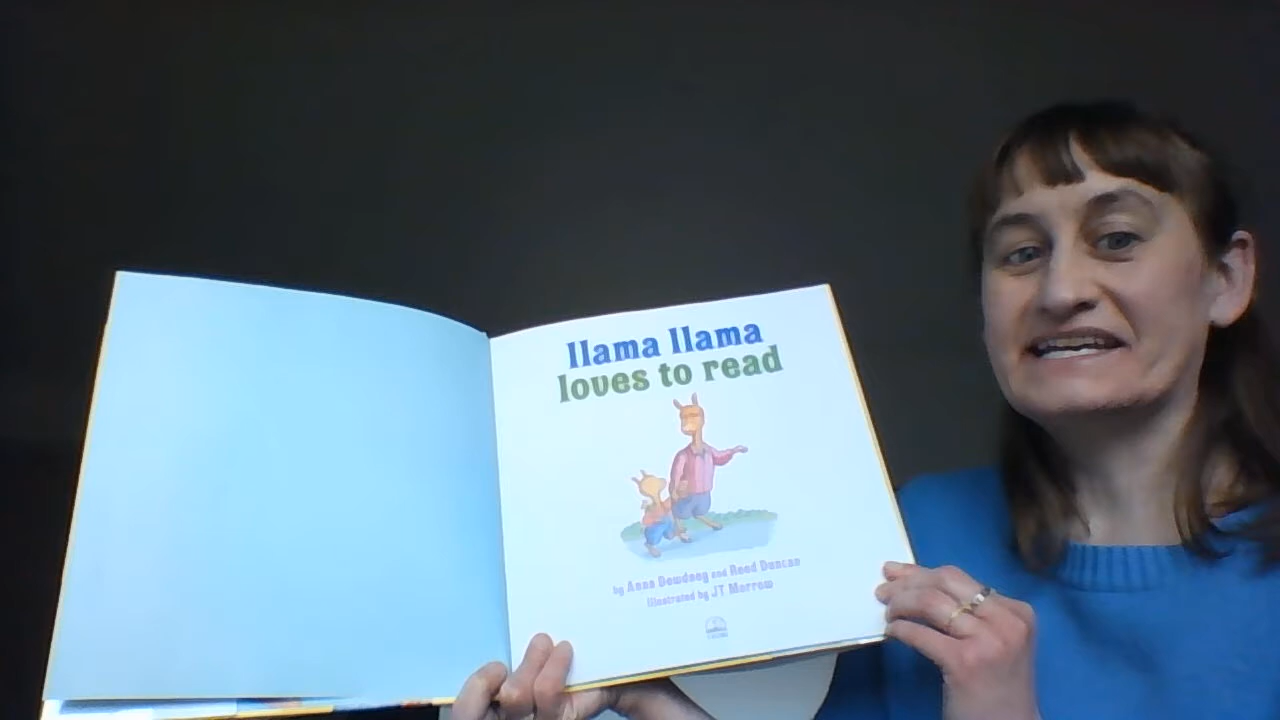 llama llama
loves to read
by Anna Dewdney and Reed Duncan
illustrated by JT Morrow